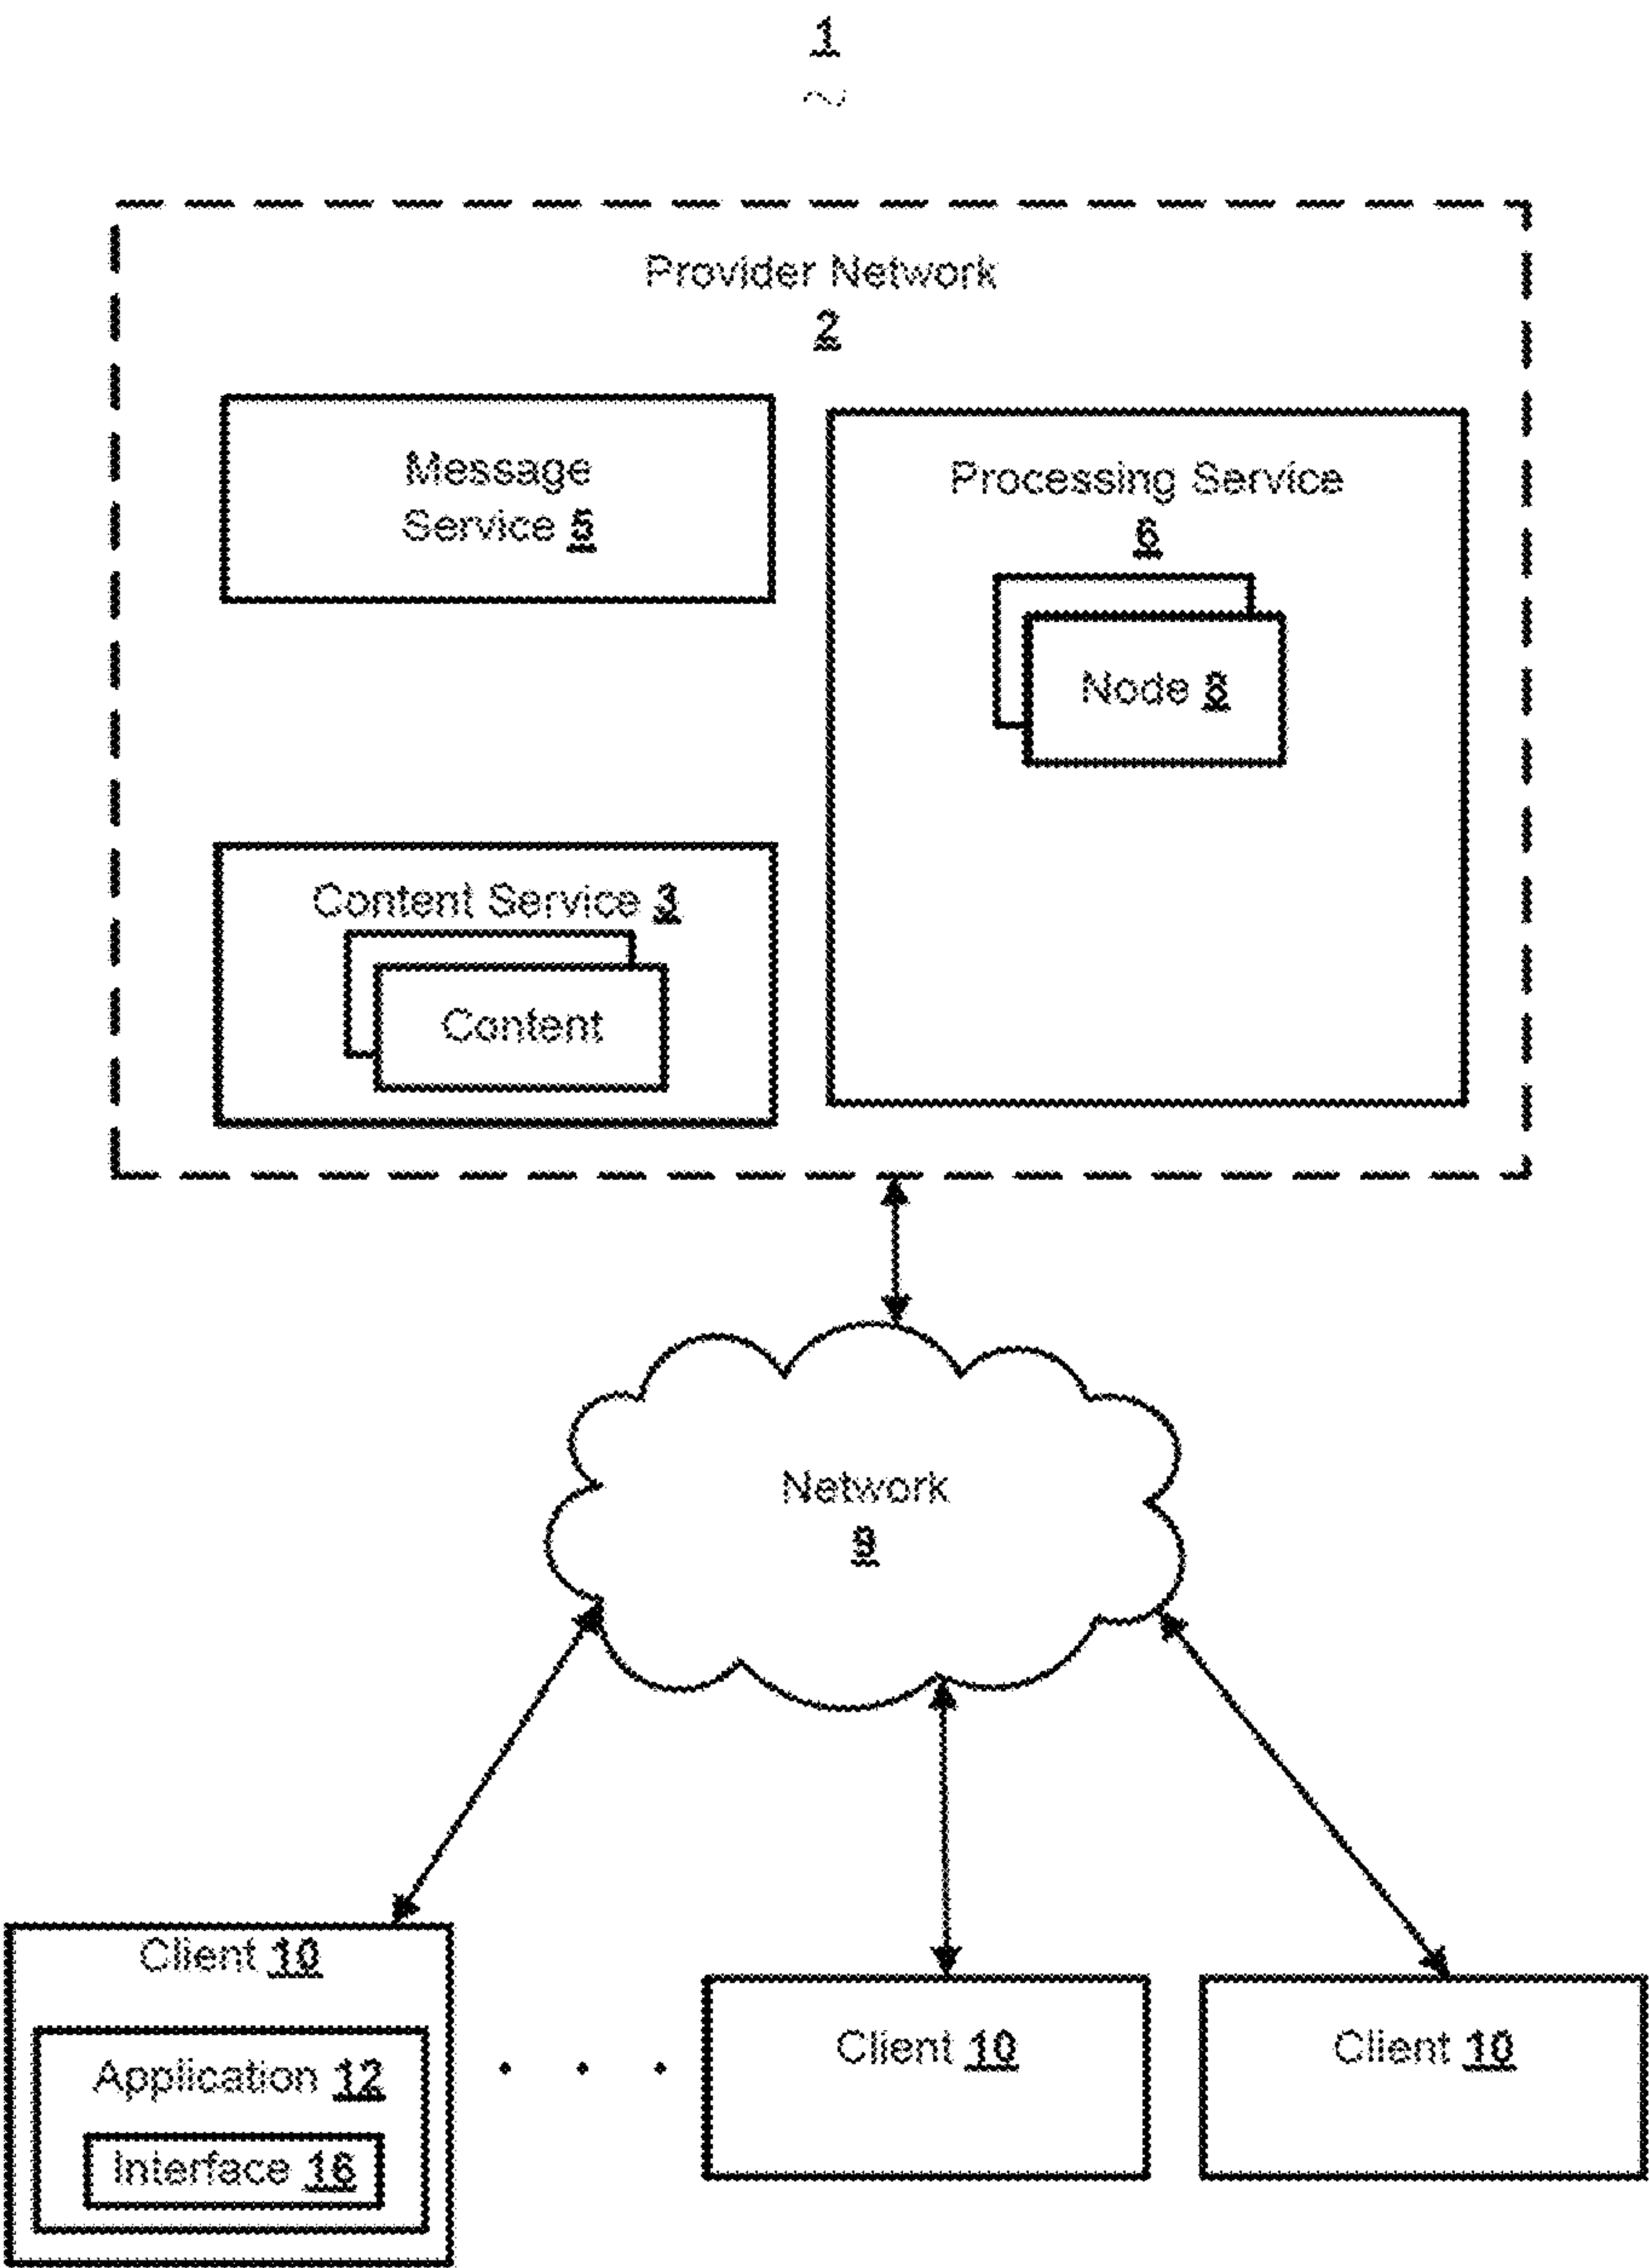 1
Provider Network
2
Message
Service 5
Processing Service
6
Node 8
Content Service 3
Content
Network
9
Client 10
Application 12
Interface 16
Client 10
Client 10